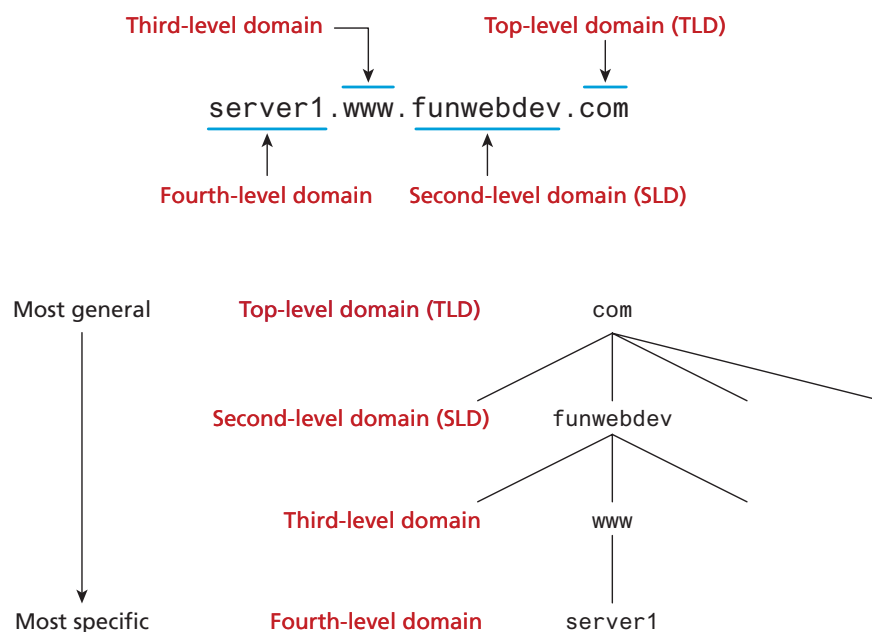 Third-level domain Top-level domain (TLD)
server1.www.funwebdev.com
Fourth-level domain Second-level domain (SLD)
Most general Top-level domain (TLD) com
Second-level domain (SLD) funwebdev
Third-level domain www
Most specific Fourth-level domain server1